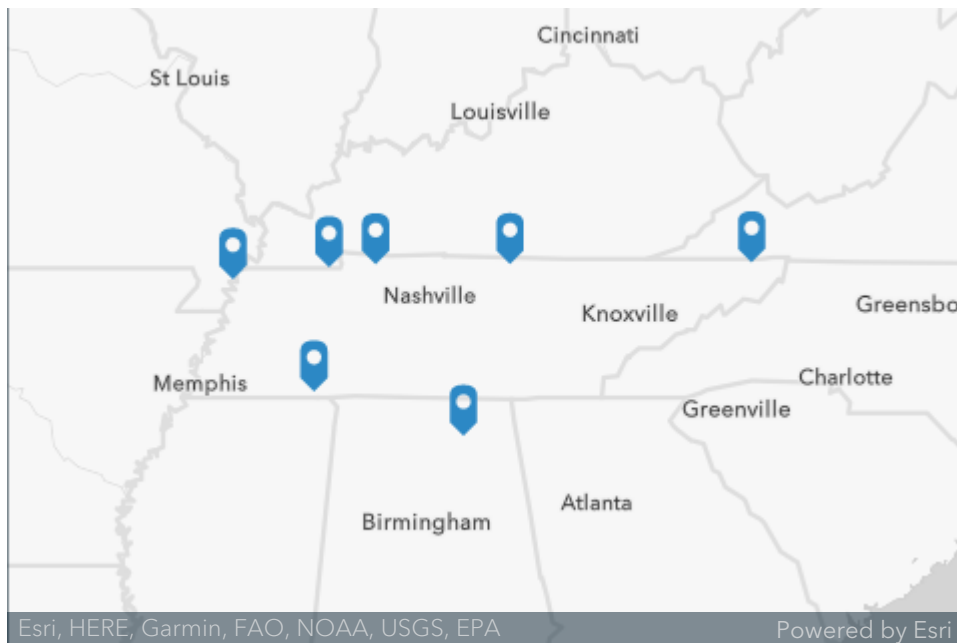 Cincinnati
St Louis
Louisville
Nashville
Greensbo
Knoxville
Charlotte
Memphis
Greenville
Atlanta
Birmingham
Esri, HERE, Garmin, FAO, NOAA, USGS, EPA
Powered by Esri